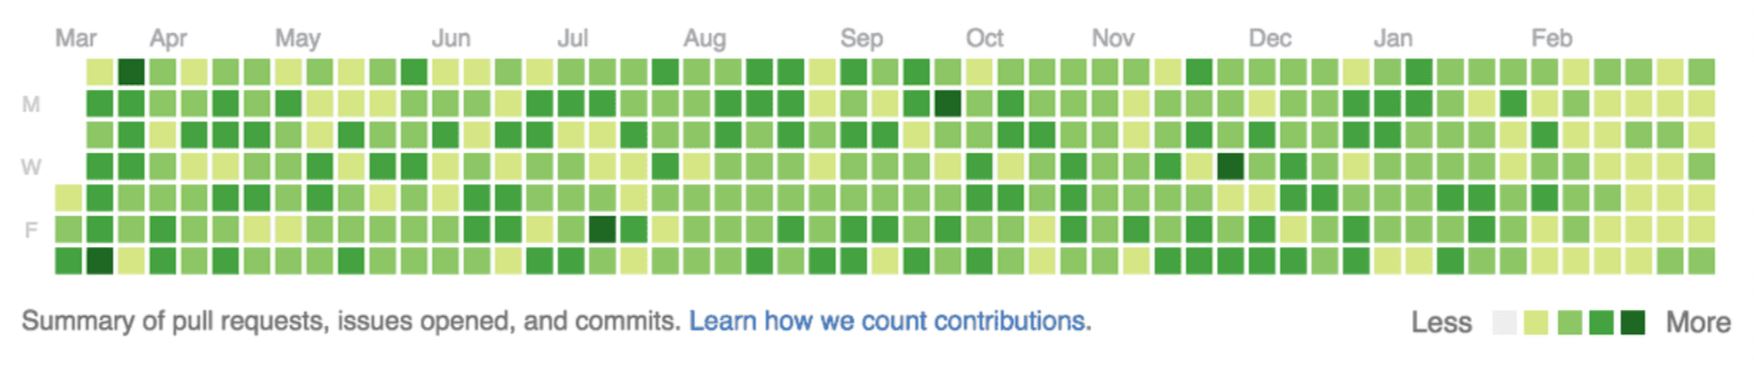 Mar Apr May Jun Jul Aug Sep Oct Nov Dec Jan Feb
M
W
F
Summary of pull requests, issues opened, and commits. Learn how we count contributions. Less More